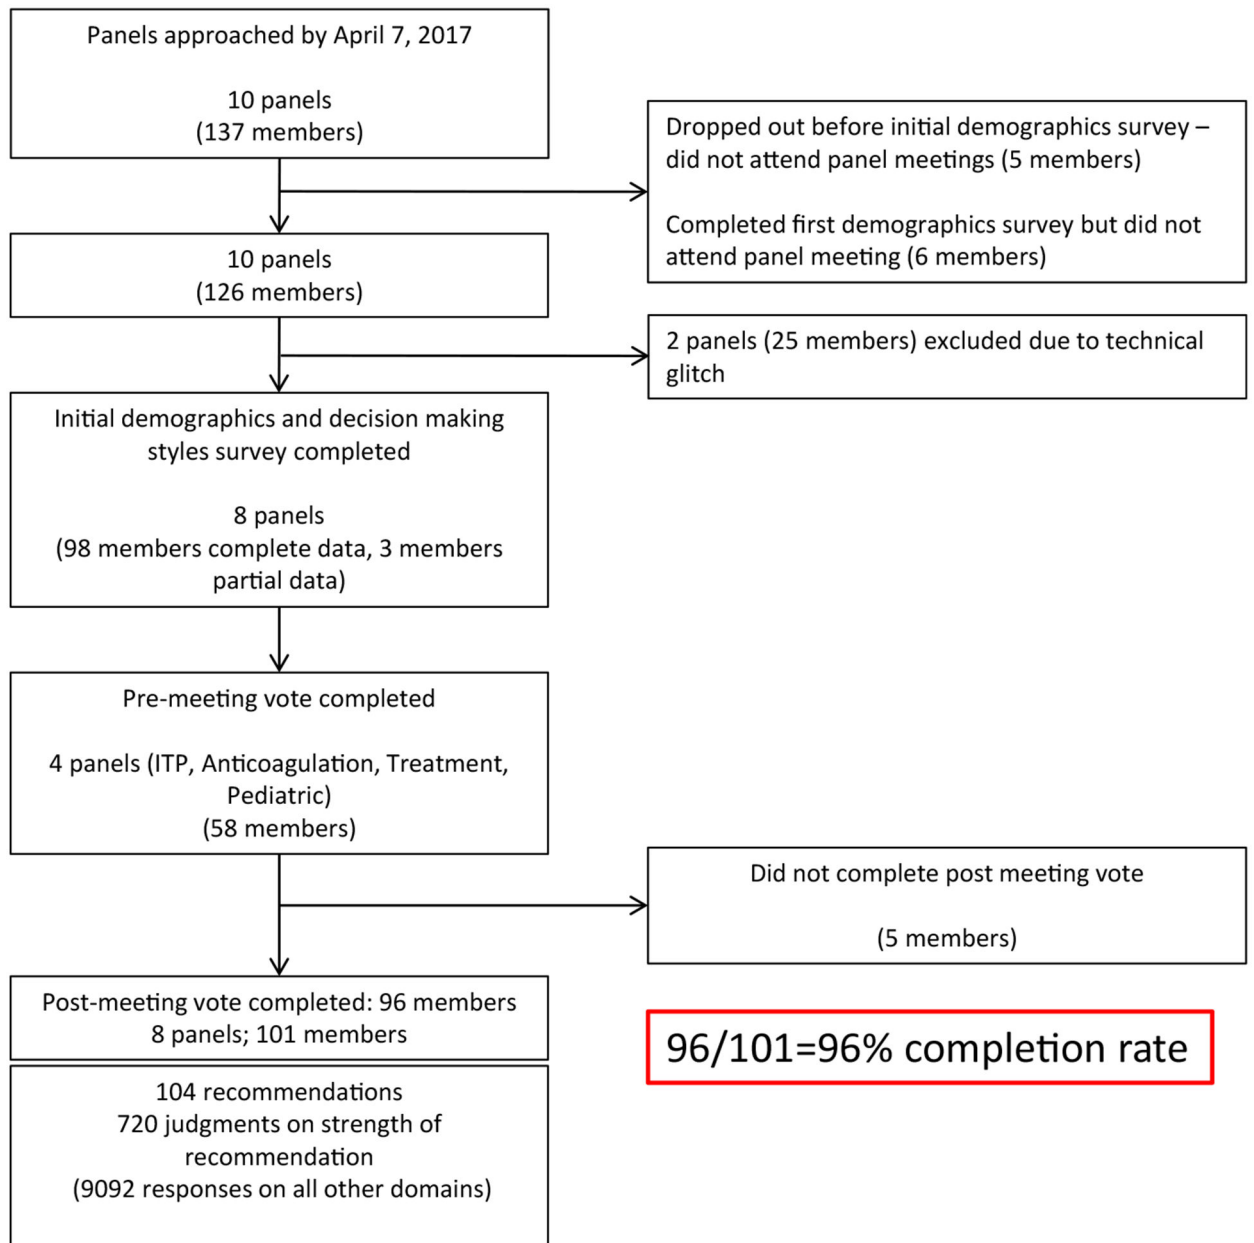 Panels approached by April 7, 2017
10 panels
(137 members)
Dropped out before initial demographics survey –
did not attend panel meetings (5 members)
Completed first demographics survey but did not
attend panel meeting (6 members)
10 panels
(126 members)
2 panels (25 members) excluded due to technical
glitch
Initial demographics and decision making
styles survey completed
8 panels
(98 members complete data, 3 members
partial data)
Pre-meeting vote completed
4 panels (ITP, Anticoagulation, Treatment,
Pediatric)
(58 members)
Did not complete post meeting vote
(5 members)
Post-meeting vote completed: 96 members
8 panels; 101 members
96/101=96% completion rate
104 recommendations
720 judgments on strength of
recommendation
(9092 responses on all other domains)